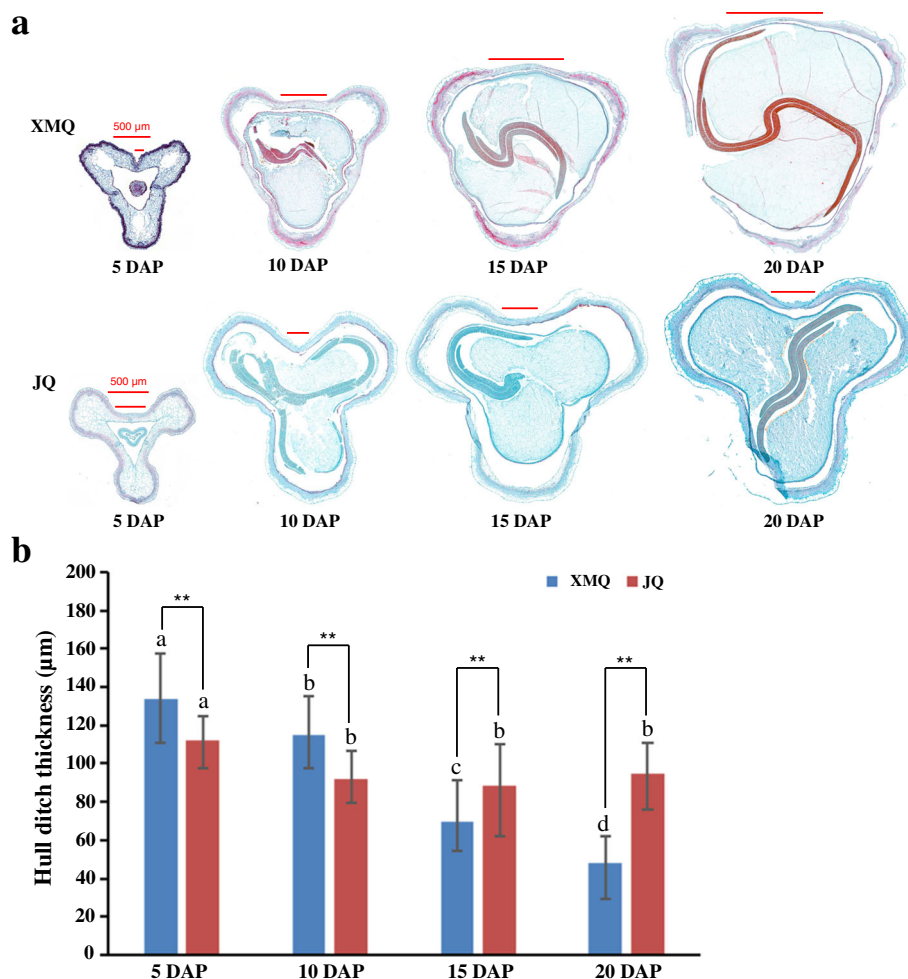 a
XMQ
500 µm
5 DAP
10 DAP
15 DAP
20 DAP
JQ
500 µm
5 DAP
10 DAP
15 DAP
20 DAP
b
Hull ditch thickness (µm)
200
180
160
140
120
100
80
60
40
20
0
XMQ
JQ
**
a
a
**
b
b
**
c
b
**
d
b
5 DAP
10 DAP
15 DAP
20 DAP